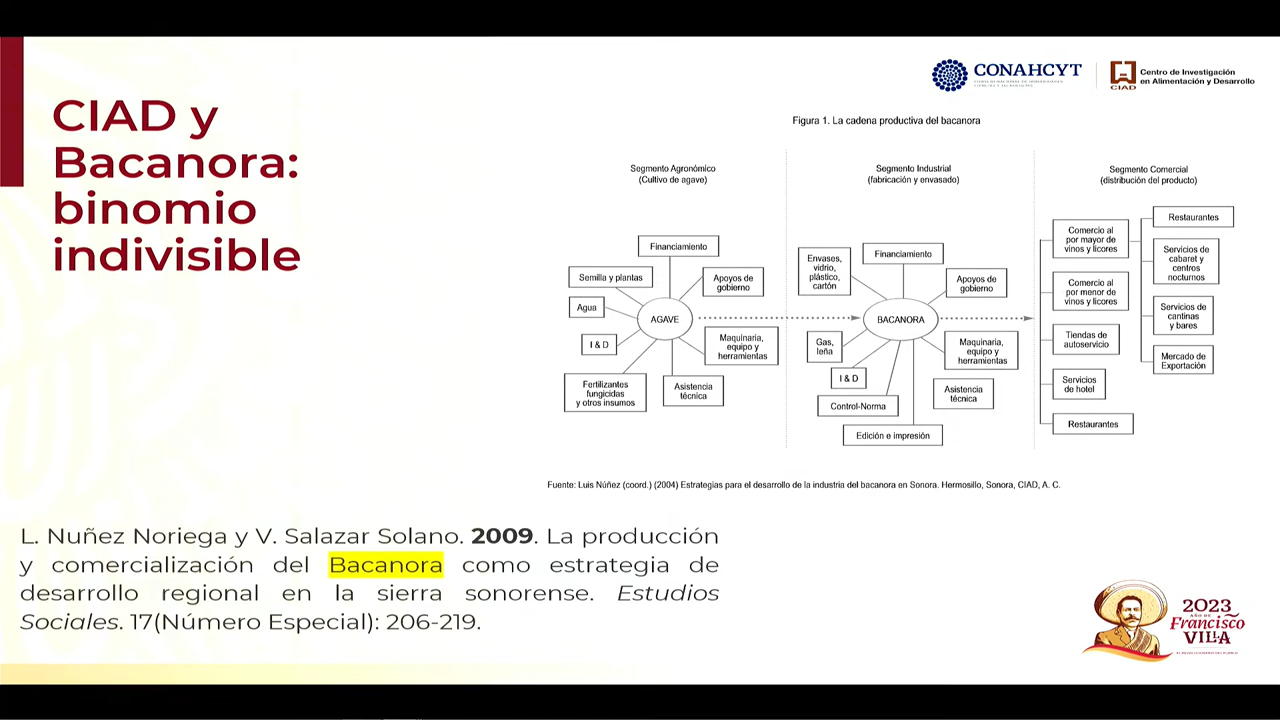 CIAD y
Bacanora:
binomio
indivisible
CONAHCYT
CIAD
Centro de Investigación
en Alimentación y Desarrollo
Figura 1. La cadena productiva del bacanora
Segmento Agronómico
(Cultivo de agave)
Financiamiento
Semilla y plantas
Apoyos de
gobierno
Agua
AGAVE
I & D
Maquinaria,
equipo y
herramientas
Fertilizantes
fungicidas
y otros insumos
Asistencia
técnica
Segmento Industrial
(fabricación y envasado)
Envases,
vidrio,
plástico,
cartón
Financiamiento
Apoyos de
gobierno
BACANORA
Gas,
leña
Maquinaria,
equipo y
herramientas
I & D
Asistencia
técnica
Control-Norma
Edición e impresión
Segmento Comercial
(distribución del producto)
Comercio al
por mayor de
vinos y licores
Comercio al
por menor de
vinos y licores
Tiendas de
autoservicio
Servicios
de hotel
Restaurantes
Restaurantes
Servicios de
cabaret y
centros
nocturnos
Servicios de
cantinas
y bares
Mercado de
Exportación
Fuente: Luis Núñez (coord.) (2004) Estrategias para el desarrollo de la industria del bacanora en Sonora. Hermosillo, Sonora, CIAD, A. C.
L. Nuñez Noriega y V. Salazar Solano. 2009. La producción
y comercialización del Bacanora como estrategia de
desarrollo regional en la sierra sonorense. Estudios
Sociales. 17(Número Especial): 206-219.
2023
AÑO DE
Francisco
VILLA